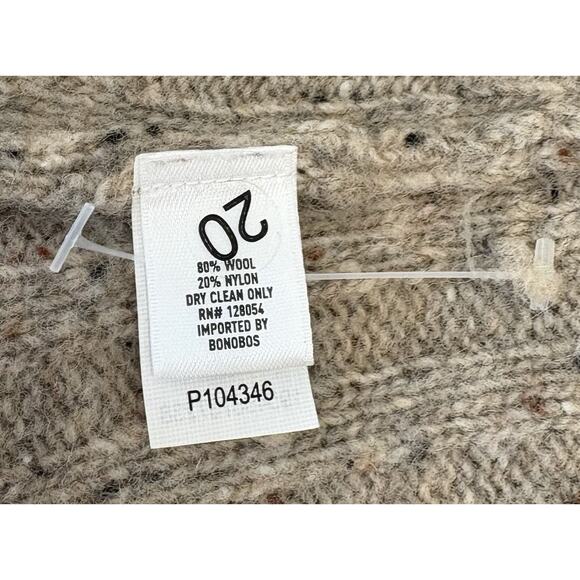 20
80% WOOL
20% NYLON
DRY CLEAN ONLY
RN# 128054
IMPORTED BY
BONOBOS
P104346